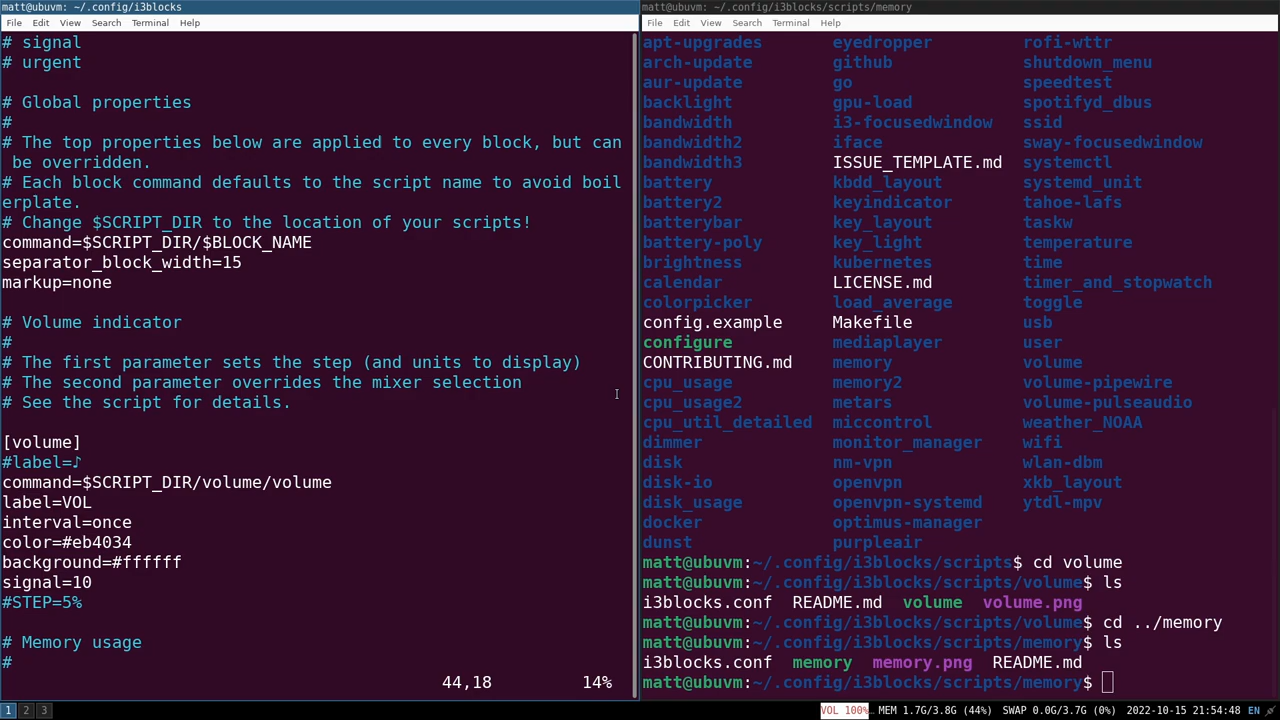 matt@ubuvm: ~/.config/i3blocks
File Edit View Search Terminal Help
# signal
# urgent
# Global properties
#
# The top properties below are applied to every block, but can
be overridden.
# Each block command defaults to the script name to avoid boil
erplate.
# Change $SCRIPT_DIR to the location of your scripts!
command=$SCRIPT_DIR/$BLOCK_NAME
separator_block_width=15
markup=none
# Volume indicator
#
# The first parameter sets the step (and units to display)
# The second parameter overrides the mixer selection
# See the script for details.
[volume]
#label=♪
command=$SCRIPT_DIR/volume/volume
label=VOL
interval=once
color=#eb4034
background=#ffffff
signal=10
#STEP=5%
# Memory usage
#
44,18 14%
matt@ubuvm: ~/.config/i3blocks/scripts/memory
File Edit View Search Terminal Help
apt-upgrades eyedropper rofi-wttr
arch-update github shutdown_menu
aur-update go speedtest
backlight gpu-load spotifyd_dbus
bandwidth i3-focusedwindow ssid
bandwidth2 iface sway-focusedwindow
bandwidth3 ISSUE_TEMPLATE.md systemctl
battery kbdd_layout systemd_unit
battery2 keyindicator tahoe-lafs
batterybar key_layout taskw
battery-poly key_light temperature
brightness kubernetes time
calendar LICENSE.md timer_and_stopwatch
colorpicker load_average toggle
config.example Makefile usb
configure mediaplayer user
CONTRIBUTING.md memory volume
cpu_usage memory2 volume-pipewire
cpu_usage2 metars volume-pulseaudio
cpu_util_detailed miccontrol weather_NOAA
dimmer monitor_manager wifi
disk nm-vpn wlan-dbm
disk-io openvpn xkb_layout
disk_usage openvpn-systemd ytdl-mpv
docker optimus-manager
dunst purpleair
matt@ubuvm:~/.config/i3blocks/scripts$ cd volume
matt@ubuvm:~/.config/i3blocks/scripts/volume$ ls
i3blocks.conf README.md volume volume.png
matt@ubuvm:~/.config/i3blocks/scripts/volume$ cd ../memory
matt@ubuvm:~/.config/i3blocks/scripts/memory$ ls
i3blocks.conf memory memory.png README.md
matt@ubuvm:~/.config/i3blocks/scripts/memory$
1 2 3 VOL 100%… MEM 1.7G/3.8G (44%) SWAP 0.0G/3.7G (0%) 2022-10-15 21:54:48 EN